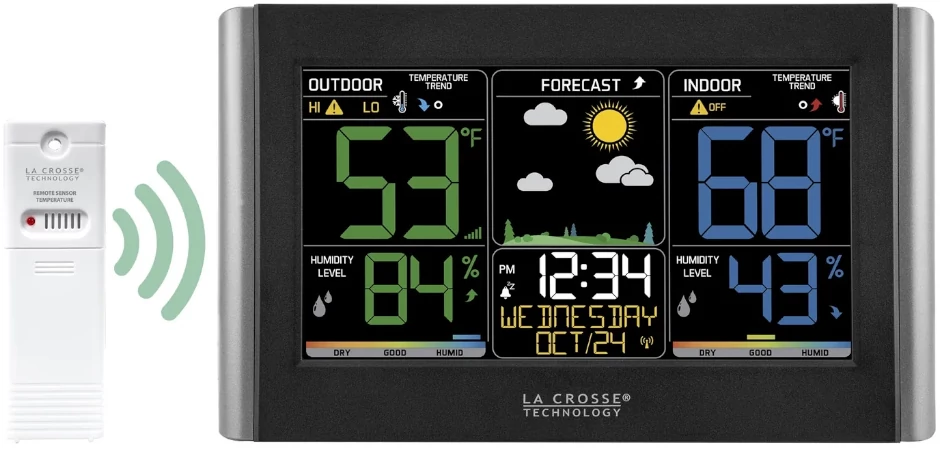 LA CROSSE®
TECHNOLOGY
REMOTE SENSOR
TEMPERATURE
OUTDOOR
TEMPERATURE
TREND
HI LO
53 °F
HUMIDITY
LEVEL
84 %
DRY GOOD HUMID
FORECAST
PM 12:34
WEDNESDAY
OCT/24
INDOOR
TEMPERATURE
TREND
OFF
68 °F
HUMIDITY
LEVEL
43 %
DRY GOOD HUMID
LA CROSSE®
TECHNOLOGY